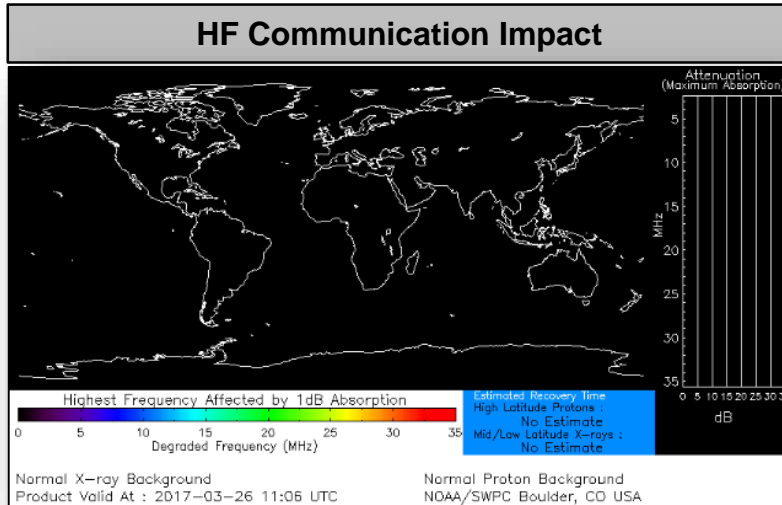 HF Communication Impact
Attenuation
(Maximum Absorption)
5
10
15
20
25
30
35
MHz
0 5 10 15 20 25 30 3
dB
Highest Frequency Affected by 1dB Absorption
0 5 10 15 20 25 30 35
Degraded Frequency (MHz)
Estimated Recovery Time
High Latitude Protons :
No Estimate
Mid/Low Latitude X-rays :
No Estimate
Normal X-ray Background
Product Valid At : 2017-03-26 11:06 UTC
Normal Proton Background
NOAA/SWPC Boulder, CO USA